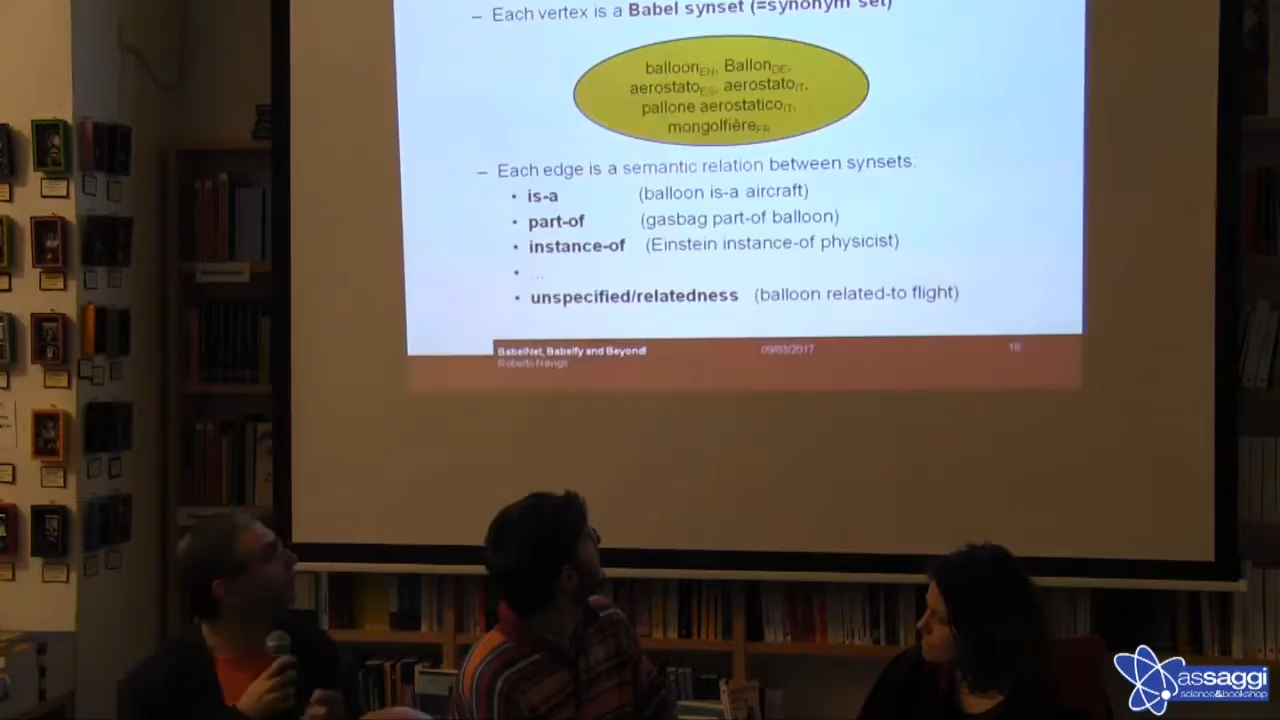 – Each vertex is a Babel synset (=synonym set)
balloonEN, BallonDE,
aerostatoES, aerostatoIT,
pallone aerostaticoIT,
mongolfièreFR
– Each edge is a semantic relation between synsets:
• is-a (balloon is-a aircraft)
• part-of (gasbag part-of balloon)
• instance-of (Einstein instance-of physicist)
• ...
• unspecified/relatedness (balloon related-to flight)
BabelNet, Babelfy and Beyond! 09/03/2017 18
Roberto Navigli
assaggi
science&bookshop